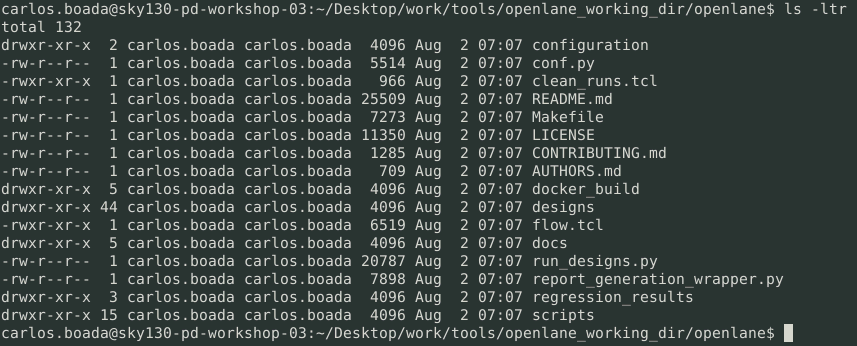 carlos.boada@sky130-pd-workshop-03:~/Desktop/work/tools/openlane_working_dir/openlane$ ls -ltr
total 132
drwxr-xr-x  2 carlos.boada carlos.boada  4096 Aug  2 07:07 configuration
-rw-r--r--  1 carlos.boada carlos.boada  5514 Aug  2 07:07 conf.py
-rwxr-xr-x  1 carlos.boada carlos.boada   966 Aug  2 07:07 clean_runs.tcl
-rw-r--r--  1 carlos.boada carlos.boada 25509 Aug  2 07:07 README.md
-rw-r--r--  1 carlos.boada carlos.boada  7273 Aug  2 07:07 Makefile
-rw-r--r--  1 carlos.boada carlos.boada 11350 Aug  2 07:07 LICENSE
-rw-r--r--  1 carlos.boada carlos.boada  1285 Aug  2 07:07 CONTRIBUTING.md
-rw-r--r--  1 carlos.boada carlos.boada   709 Aug  2 07:07 AUTHORS.md
drwxr-xr-x  5 carlos.boada carlos.boada  4096 Aug  2 07:07 docker_build
drwxr-xr-x 44 carlos.boada carlos.boada  4096 Aug  2 07:07 designs
-rwxr-xr-x  1 carlos.boada carlos.boada  6519 Aug  2 07:07 flow.tcl
drwxr-xr-x  5 carlos.boada carlos.boada  4096 Aug  2 07:07 docs
-rw-r--r--  1 carlos.boada carlos.boada 20787 Aug  2 07:07 run_designs.py
-rw-r--r--  1 carlos.boada carlos.boada  7898 Aug  2 07:07 report_generation_wrapper.py
drwxr-xr-x  3 carlos.boada carlos.boada  4096 Aug  2 07:07 regression_results
drwxr-xr-x 15 carlos.boada carlos.boada  4096 Aug  2 07:07 scripts
carlos.boada@sky130-pd-workshop-03:~/Desktop/work/tools/openlane_working_dir/openlane$